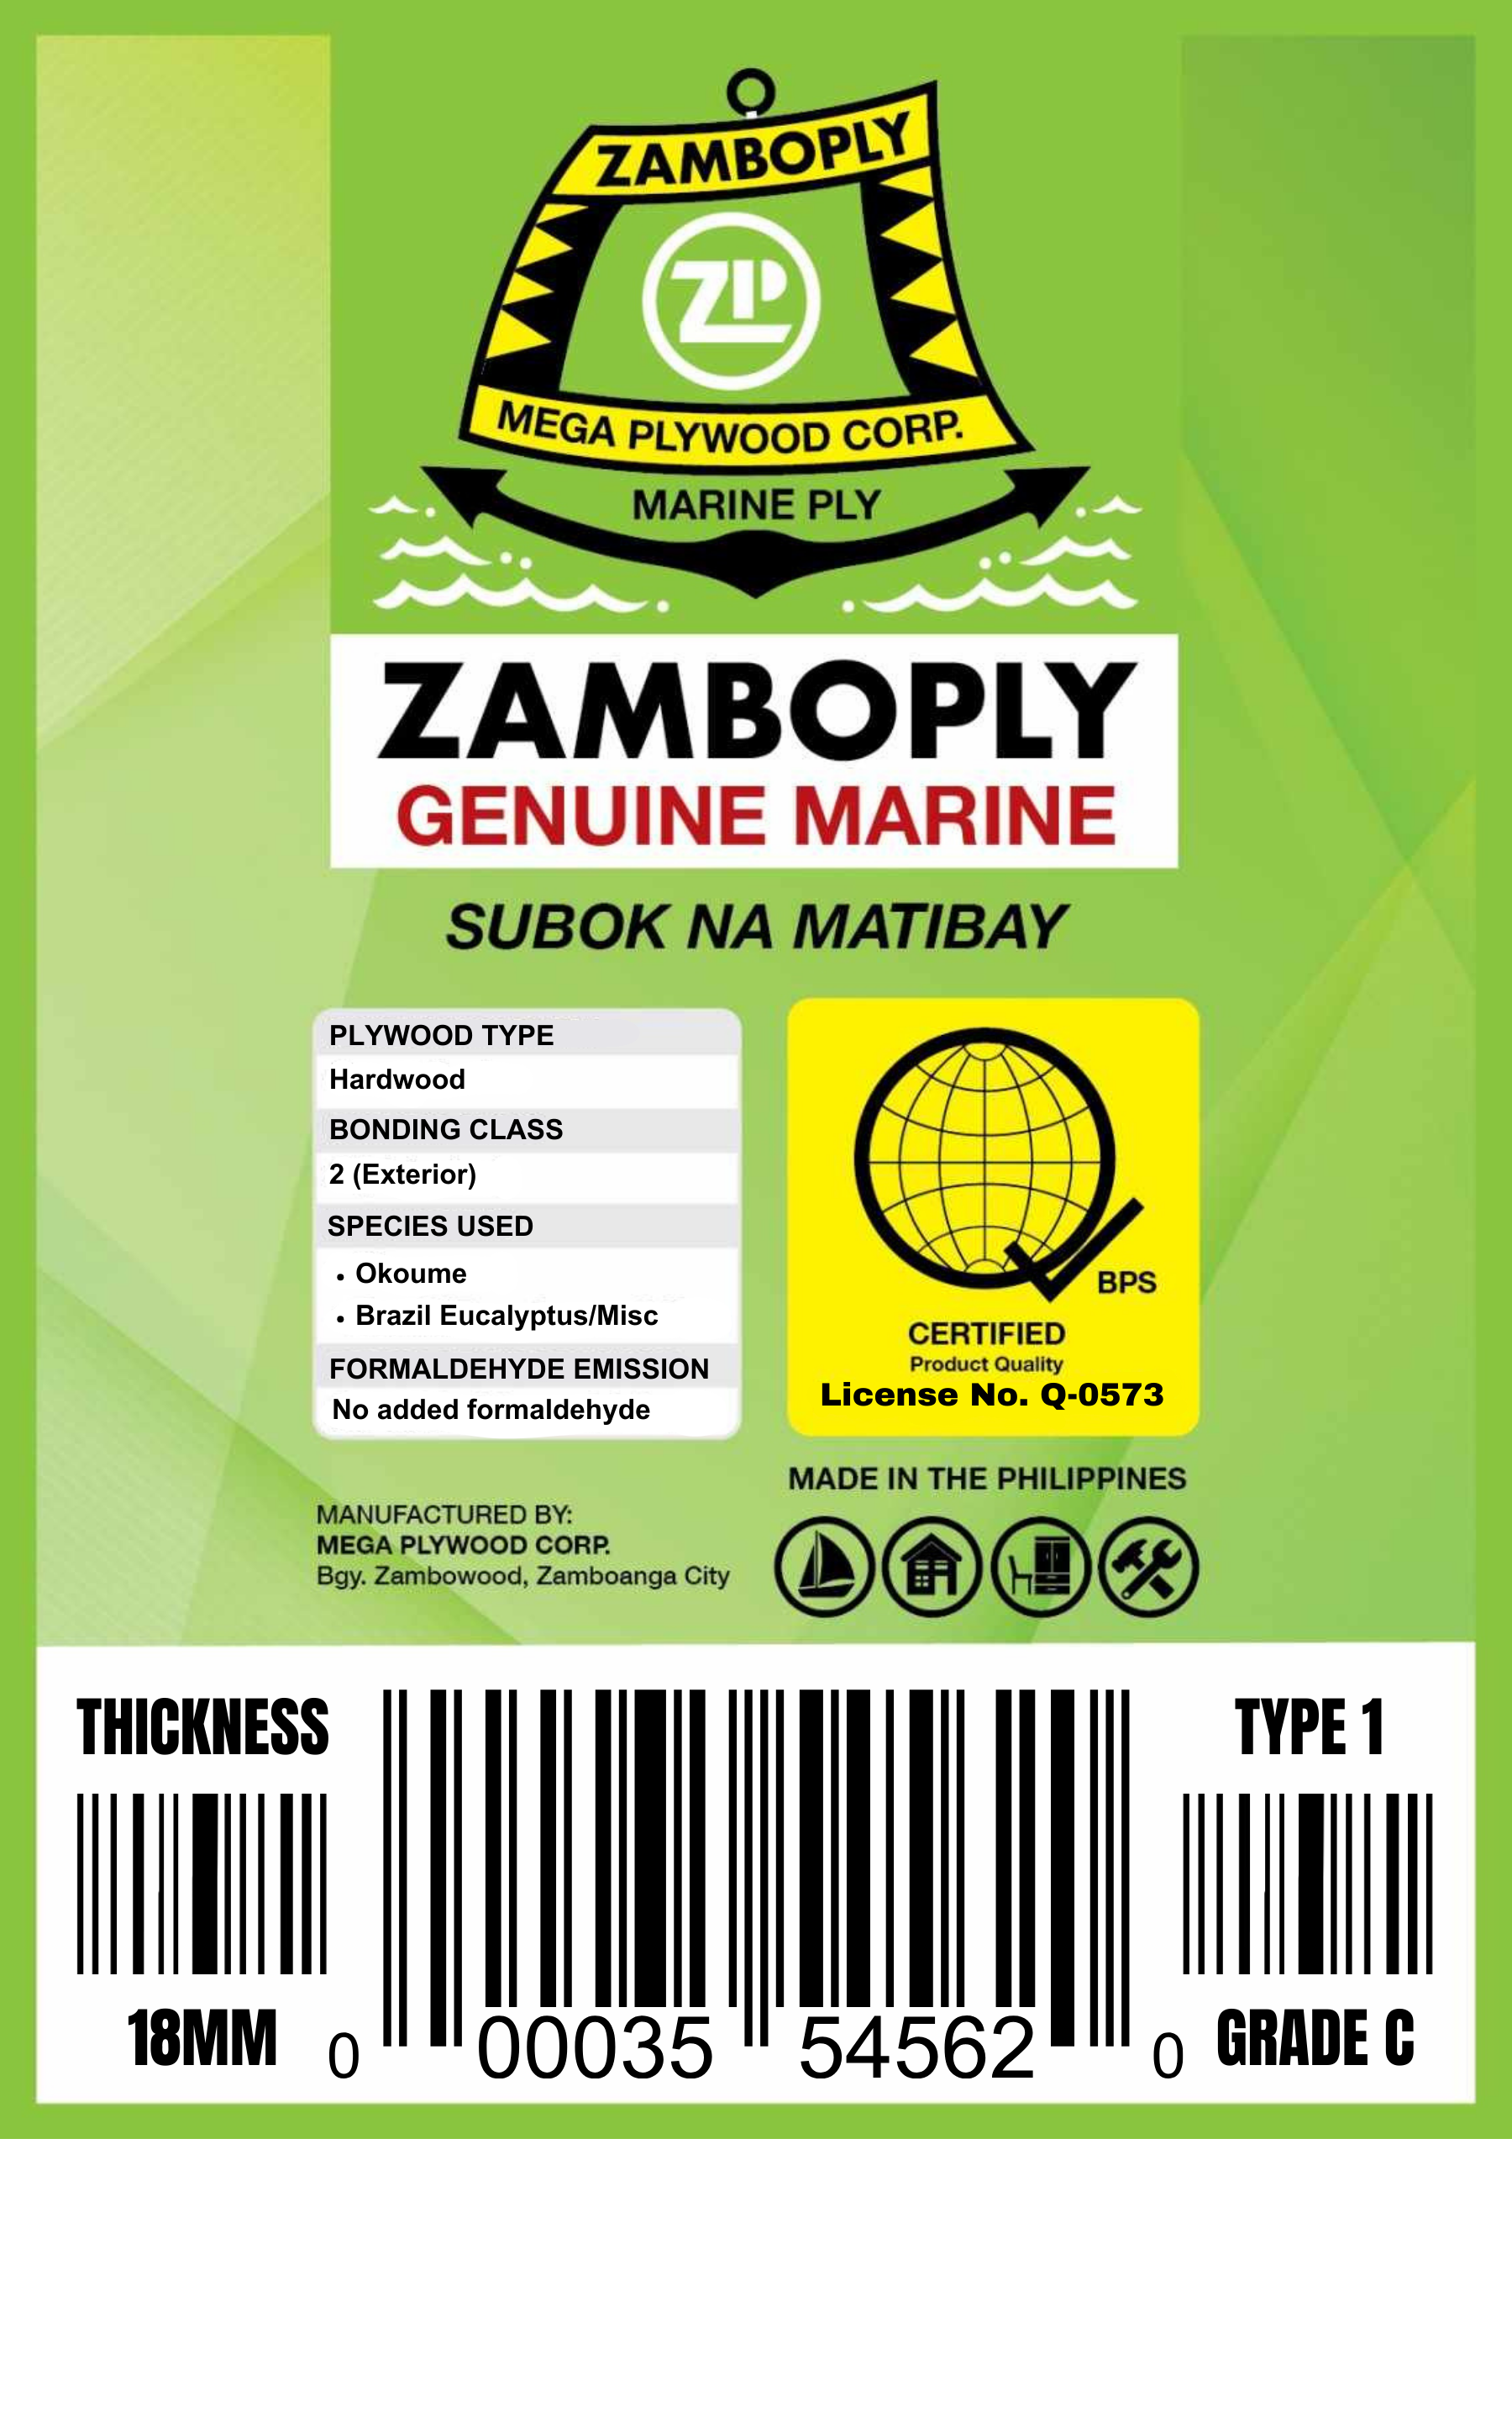 ZAMBOPLY
ZP
MEGA PLYWOOD CORP.
MARINE PLY
ZAMBOPLY
GENUINE MARINE
SUBOK NA MATIBAY
PLYWOOD TYPE
Hardwood
BONDING CLASS
2 (Exterior)
SPECIES USED
• Okoume
• Brazil Eucalyptus/Misc
FORMALDEHYDE EMISSION
No added formaldehyde
BPS
CERTIFIED
Product Quality
License No. Q-0573
MADE IN THE PHILIPPINES
MANUFACTURED BY:
MEGA PLYWOOD CORP.
Bgy. Zambowood, Zamboanga City
THICKNESS
18MM
0 00035 54562 0
TYPE 1
GRADE C